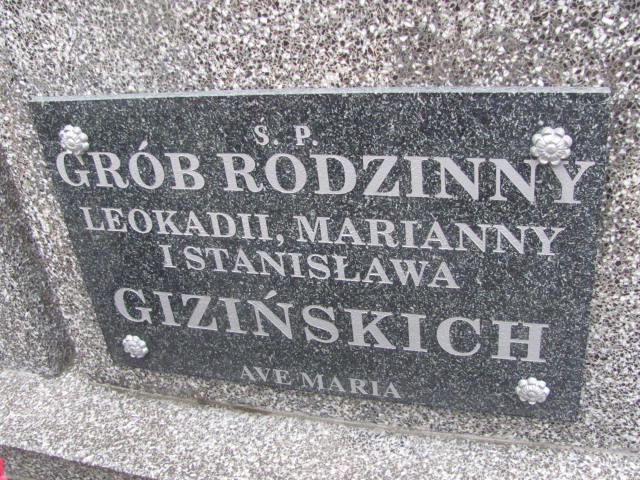 S. P.
GRÓB RODZINNY
LEOKADII, MARIANNY
I STANISŁAWA
GIZIŃSKICH
AVE MARIA